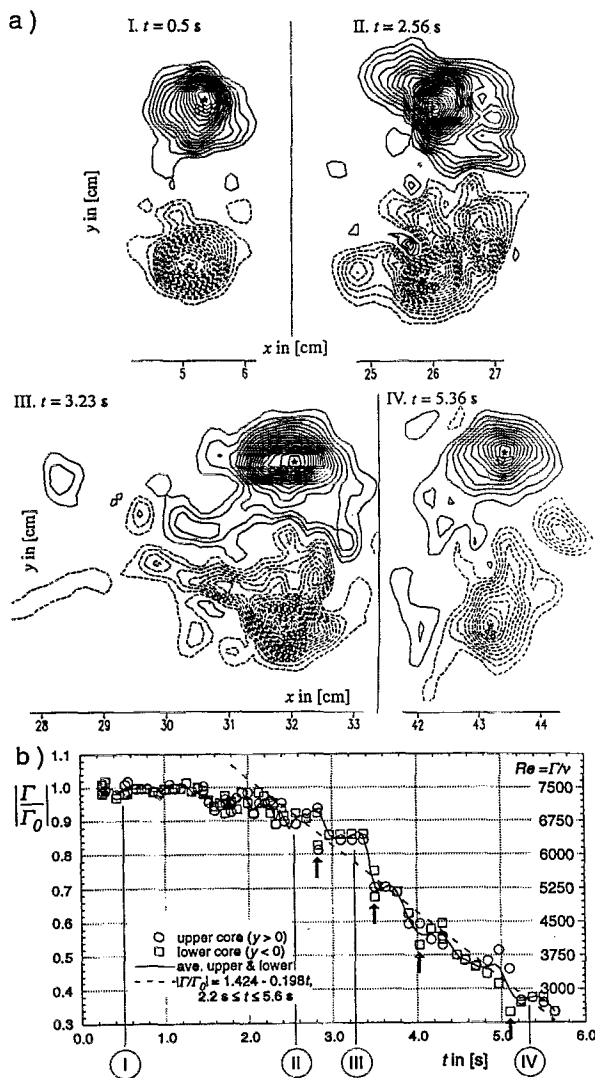 a)
I. t = 0.5 s
II. t = 2.56 s
y in [cm]
x in [cm]
5 6
25 26 27
III. t = 3.23 s
IV. t = 5.36 s
y in [cm]
x in [cm]
28 29 30 31 32 33
42 43 44
b)
|Γ/Γ₀|
Re = Γ/ν
1.1
1.0
0.9
0.8
0.7
0.6
0.5
0.4
0.3
7500
6750
6000
5250
4500
3750
3000
upper core (y > 0)
lower core (y < 0)
ave. upper & lower
|Γ/Γ₀| = 1.424 - 0.198t,
2.2 ≤ t ≤ 5.6 s
0.0 1.0 2.0 3.0 4.0 5.0 6.0
t in [s]
I II III IV